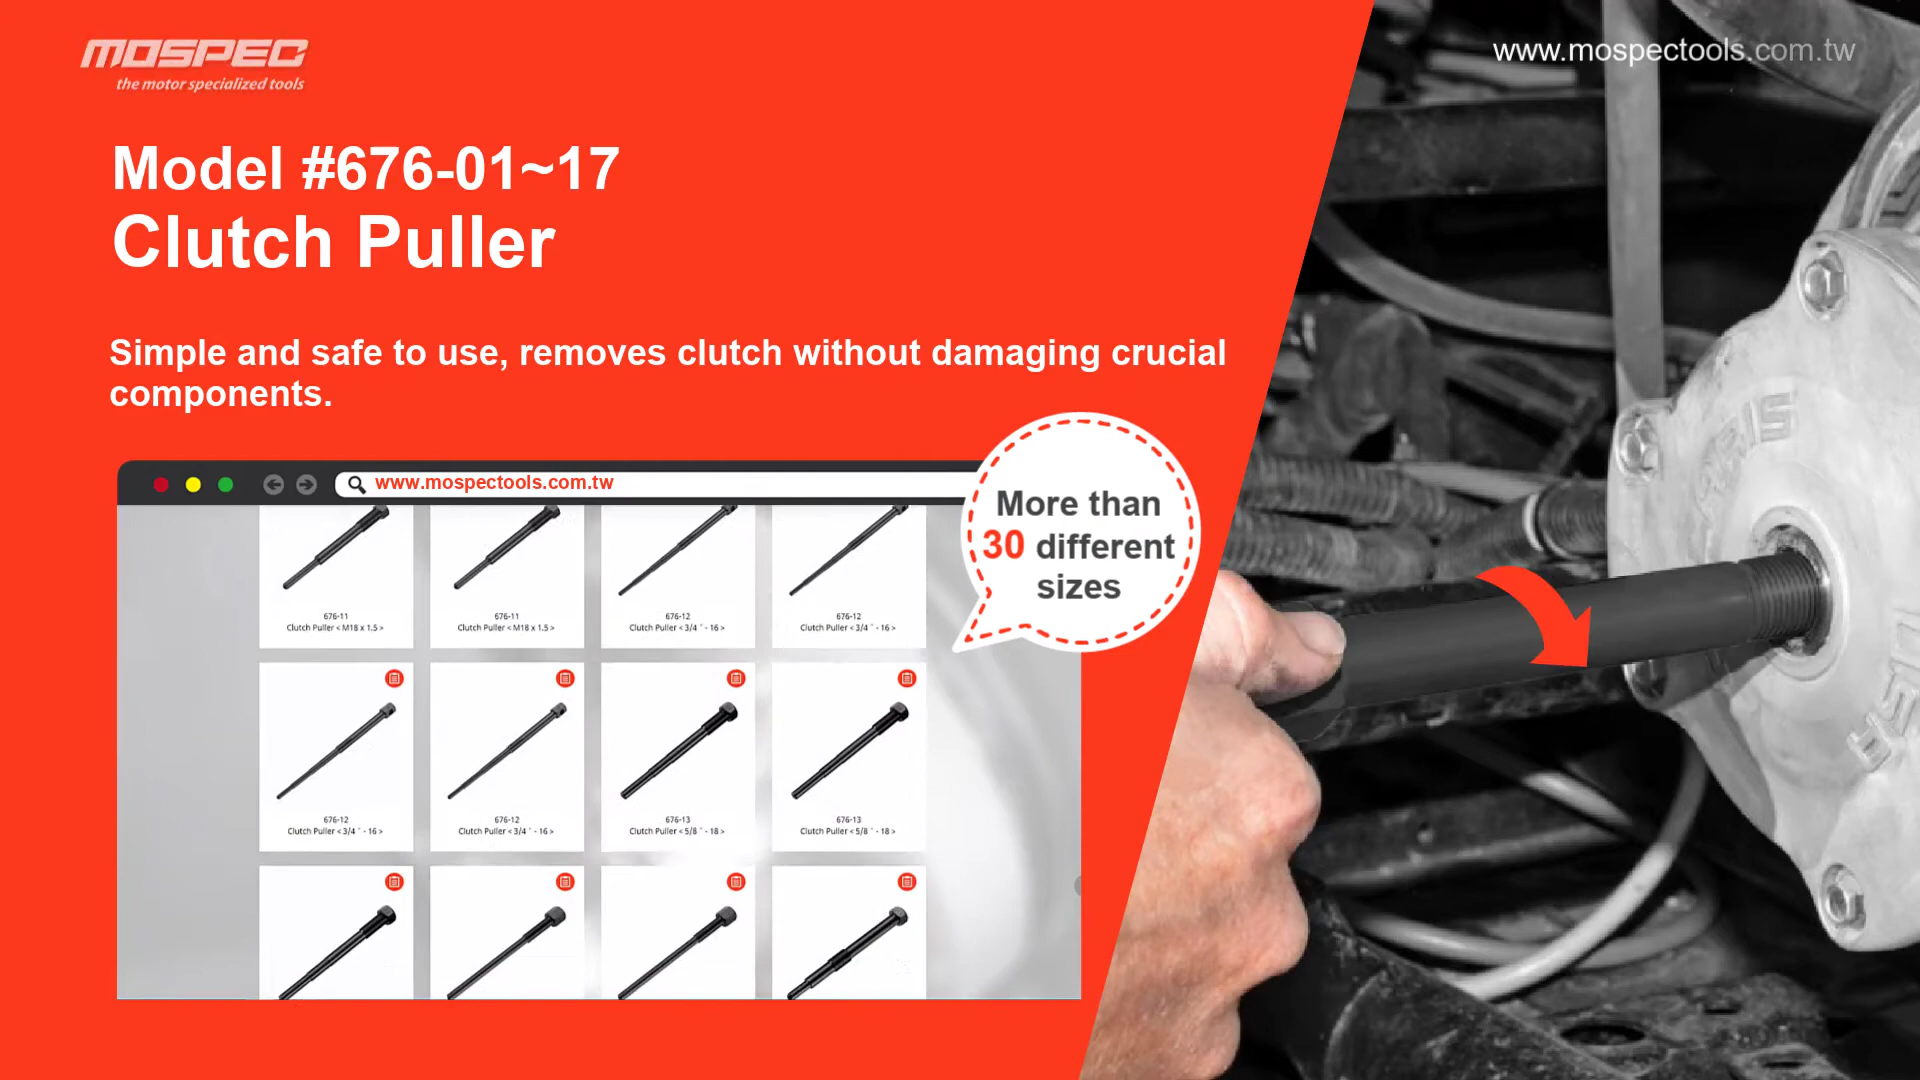 MOSPEC
the motor specialized tools
www.mospectools.com.tw
Model #676-01~17
Clutch Puller
Simple and safe to use, removes clutch without damaging crucial
components.
www.mospectools.com.tw
More than
30 different
sizes
676-11
Clutch Puller < M18 x 1.5 >
676-11
Clutch Puller < M18 x 1.5 >
676-12
Clutch Puller < 3/4 " - 16 >
676-12
Clutch Puller < 3/4 " - 16 >
676-12
Clutch Puller < 3/4 " - 16 >
676-12
Clutch Puller < 3/4 " - 16 >
676-13
Clutch Puller < 5/8 " - 18 >
676-13
Clutch Puller < 5/8 " - 18 >